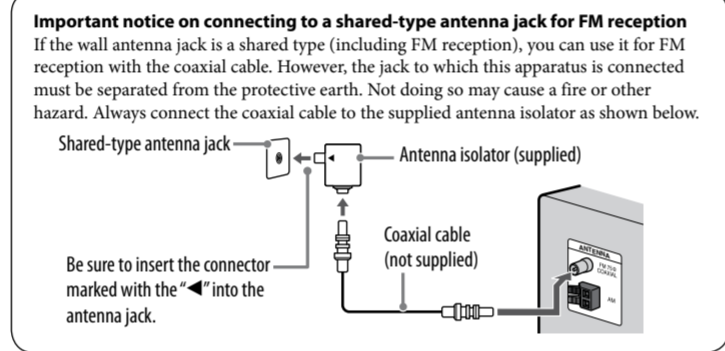 Important notice on connecting to a shared-type antenna jack for FM reception
If the wall antenna jack is a shared type (including FM reception), you can use it for FM
reception with the coaxial cable. However, the jack to which this apparatus is connected
must be separated from the protective earth. Not doing so may cause a fire or other
hazard. Always connect the coaxial cable to the supplied antenna isolator as shown below.
Shared-type antenna jack
Antenna isolator (supplied)
Coaxial cable
(not supplied)
Be sure to insert the connector
marked with the “◀” into the
antenna jack.
ANTENNA
FM 75 Ω
COAXIAL
AM